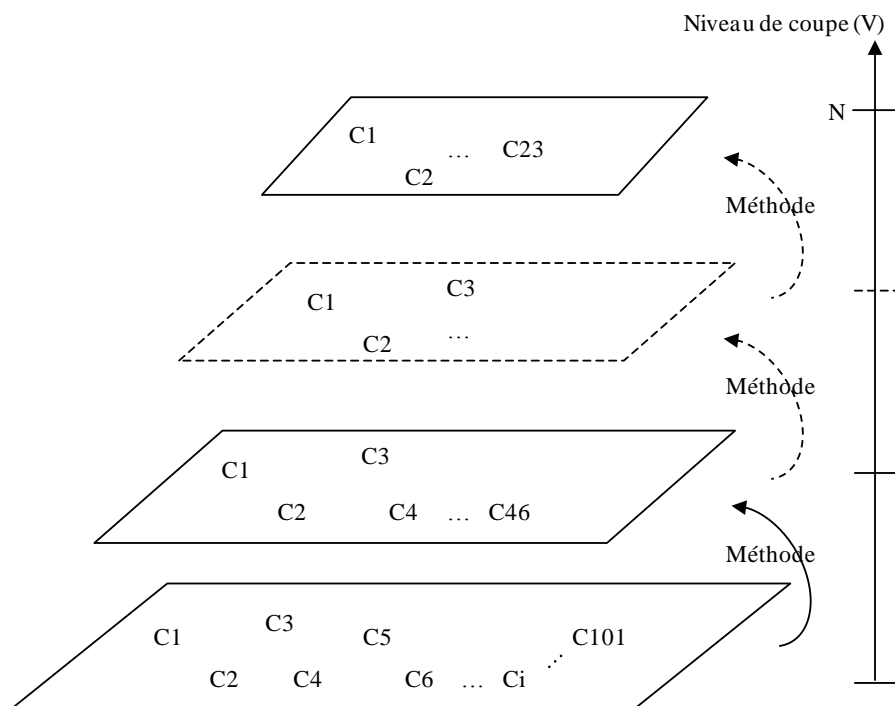 Niveau de coupe (V)
N
C1
… C23
C2
Méthode
C3
C1
C2 …
Méthode
C3
C1
C2 C4 … C46
Méthode
C3
C1 C5 C101
C2 C4 C6 … Ci …